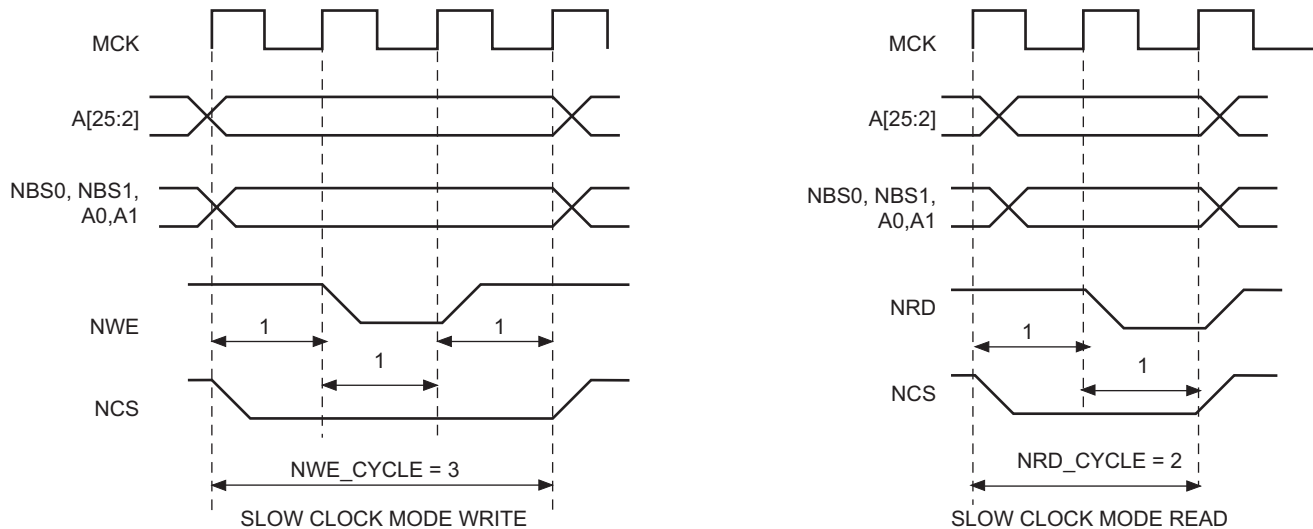 MCK
A[25:2]
NBS0, NBS1,
A0,A1
NWE
1
1
1
NCS
NWE_CYCLE = 3
SLOW CLOCK MODE WRITE
MCK
A[25:2]
NBS0, NBS1,
A0,A1
NRD
1
1
NCS
NRD_CYCLE = 2
SLOW CLOCK MODE READ